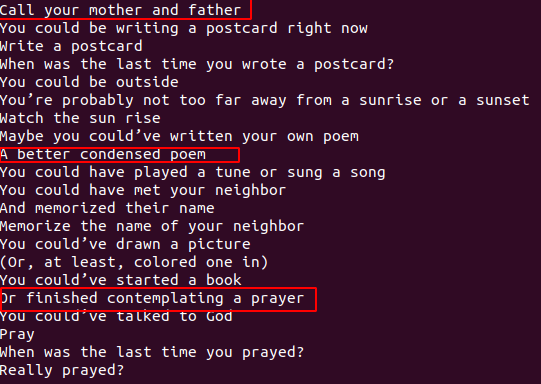 Call your mother and father
You could be writing a postcard right now
Write a postcard
When was the last time you wrote a postcard?
You could be outside
You’re probably not too far away from a sunrise or a sunset
Watch the sun rise
Maybe you could’ve written your own poem
A better condensed poem
You could have played a tune or sung a song
You could have met your neighbor
And memorized their name
Memorize the name of your neighbor
You could’ve drawn a picture
(Or, at least, colored one in)
You could’ve started a book
Or finished contemplating a prayer
You could’ve talked to God
Pray
When was the last time you prayed?
Really prayed?